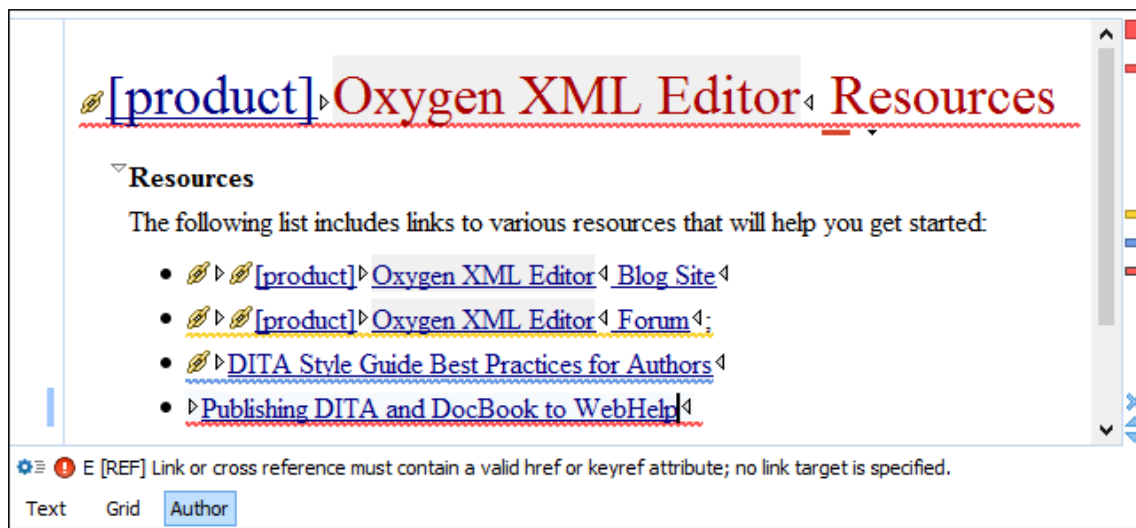 [product] Oxygen XML Editor Resources
Resources
The following list includes links to various resources that will help you get started:
• [product] Oxygen XML Editor Blog Site
• [product] Oxygen XML Editor Forum ;
• DITA Style Guide Best Practices for Authors
• Publishing DITA and DocBook to WebHelp
E [REF] Link or cross reference must contain a valid href or keyref attribute; no link target is specified.
Text Grid Author